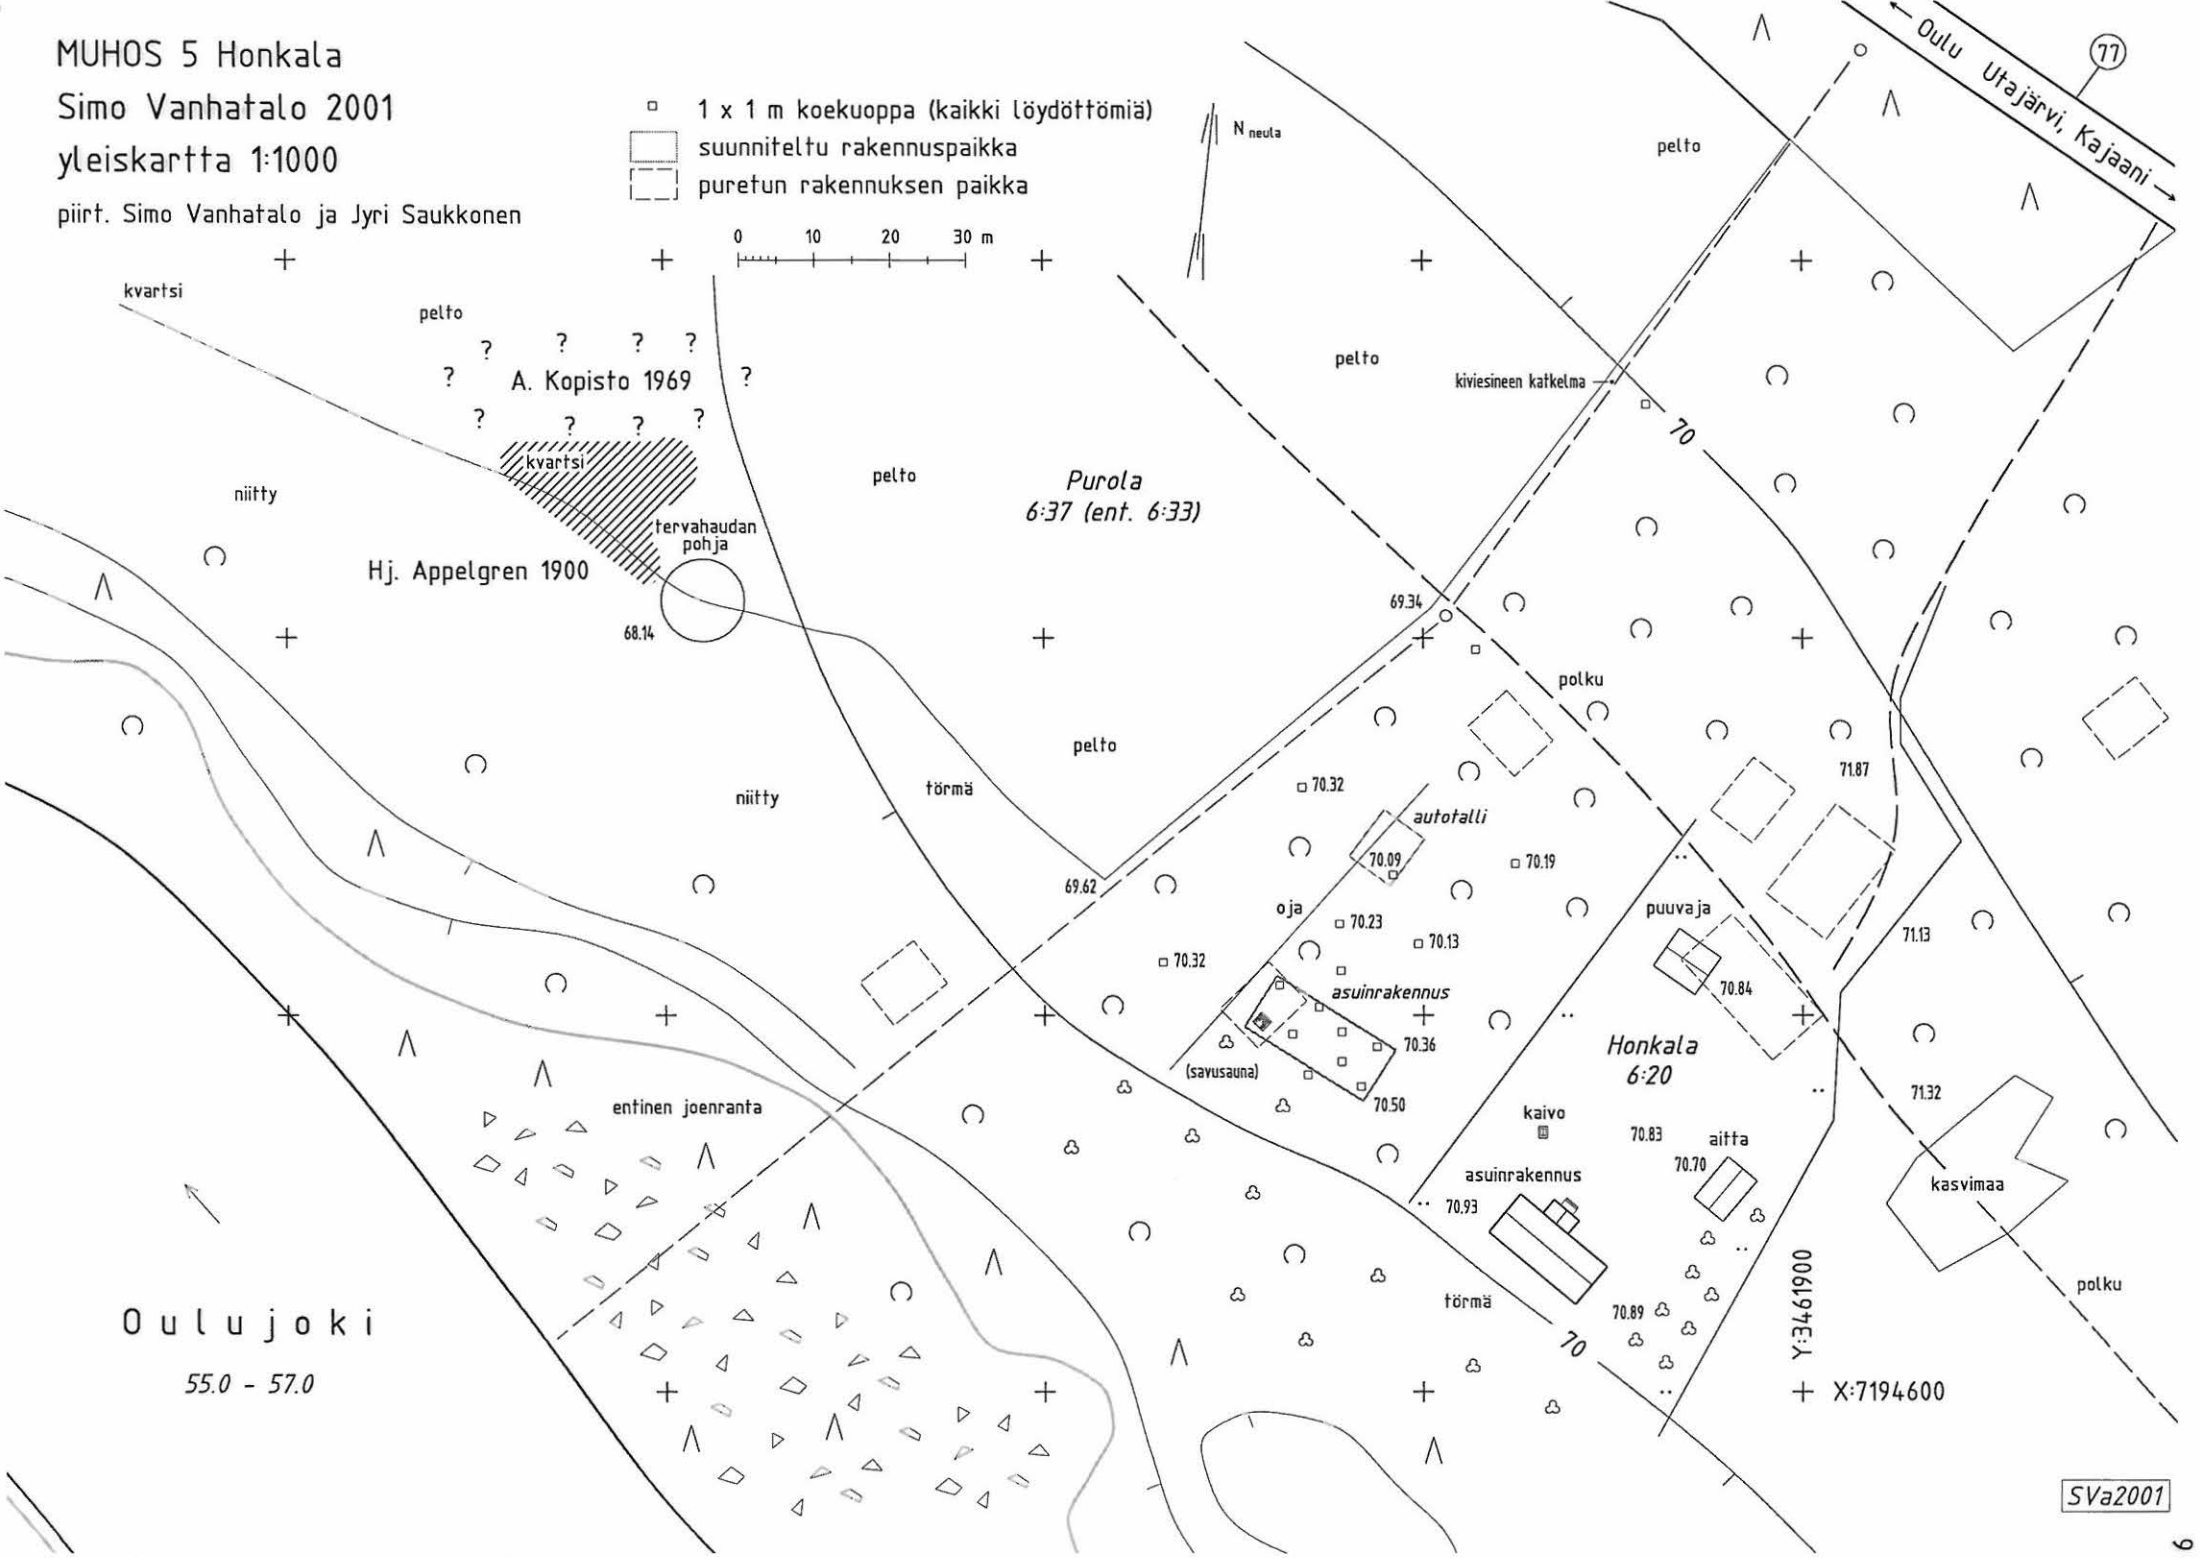 MUHOS 5 Honkala
Simo Vanhatalo 2001
yleiskartta 1:1000
piirt. Simo Vanhatalo ja Jyri Saukkonen
1 x 1 m koekuoppa (kaikki löydöttömiä)
suunniteltu rakennuspaikka
puretun rakennuksen paikka
0 10 20 30 m
N neula
← Oulu Utajärvi, Kajaani →
77
pelto
kvartsi
pelto
? ? ? ?
? A. Kopisto 1969 ?
? ? ? ?
kvartsi
pelto
kiviesineen katkelma
70
pelto
Purola
6:37 (ent. 6:33)
niitty
tervahaudan
pohja
Hj. Appelgren 1900
68.14
69.34
polku
pelto
törmä
niitty
70.32
autotalli
71.87
70.09
70.19
69.62
oja
puuvaja
70.23
70.13
71.13
70.32
asuinrakennus
70.84
70.36
Honkala
6:20
(savusauna)
71.32
entinen joenranta
70.50
kaivo
70.83
aitta
70.70
asuinrakennus
kasvimaa
70.93
polku
törmä
70.89
70
Oulujoki
55.0 - 57.0
Y:3461900
X:7194600
SVa2001
6